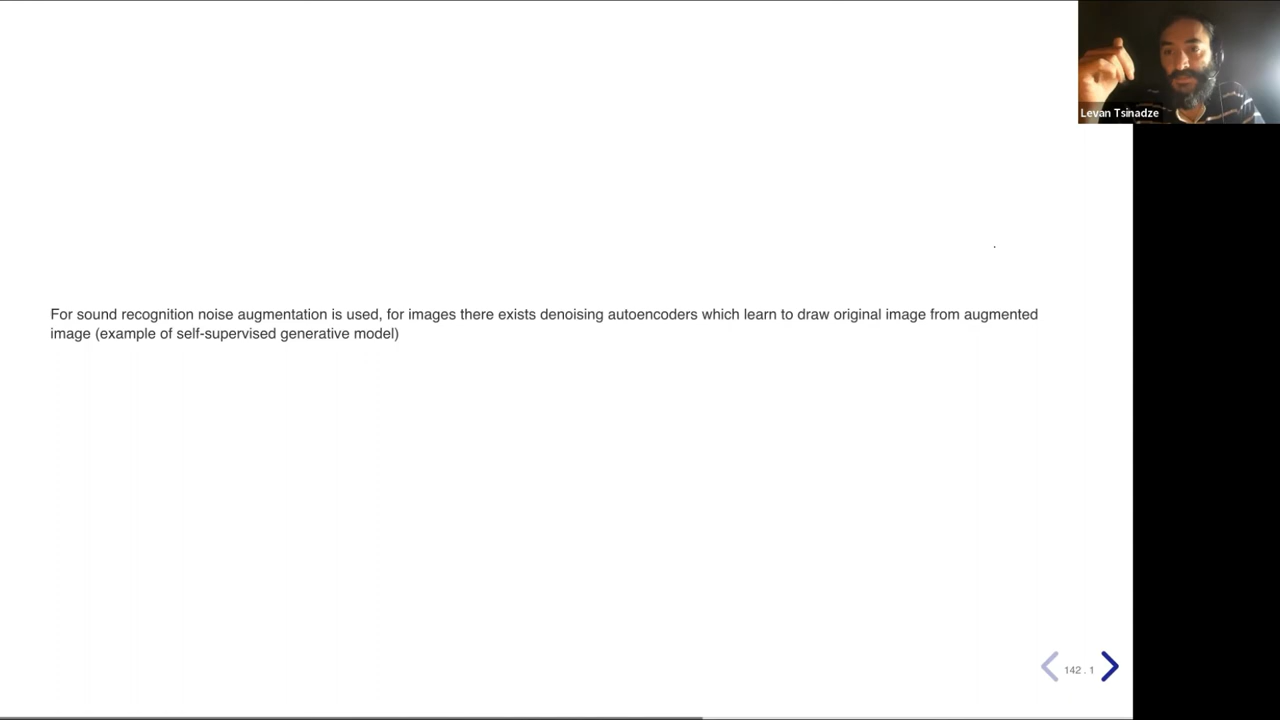 Levan Tsinadze
For sound recognition noise augmentation is used, for images there exists denoising autoencoders which learn to draw original image from augmented
image (example of self-supervised generative model)
142 . 1